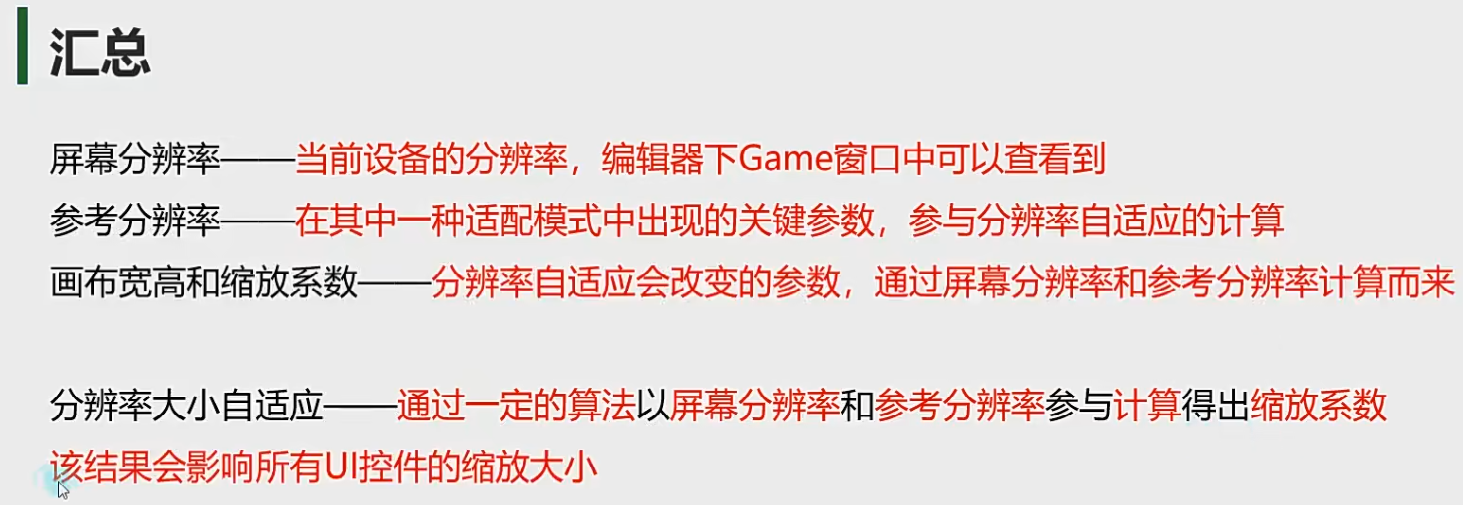 汇总
屏幕分辨率——当前设备的分辨率，编辑器下Game窗口中可以查看到
参考分辨率——在其中一种适配模式中出现的关键参数，参与分辨率自适应的计算
画布宽高和缩放系数——分辨率自适应会改变的参数，通过屏幕分辨率和参考分辨率计算而来
分辨率大小自适应——通过一定的算法以屏幕分辨率和参考分辨率参与计算得出缩放系数
该结果会影响所有UI控件的缩放大小